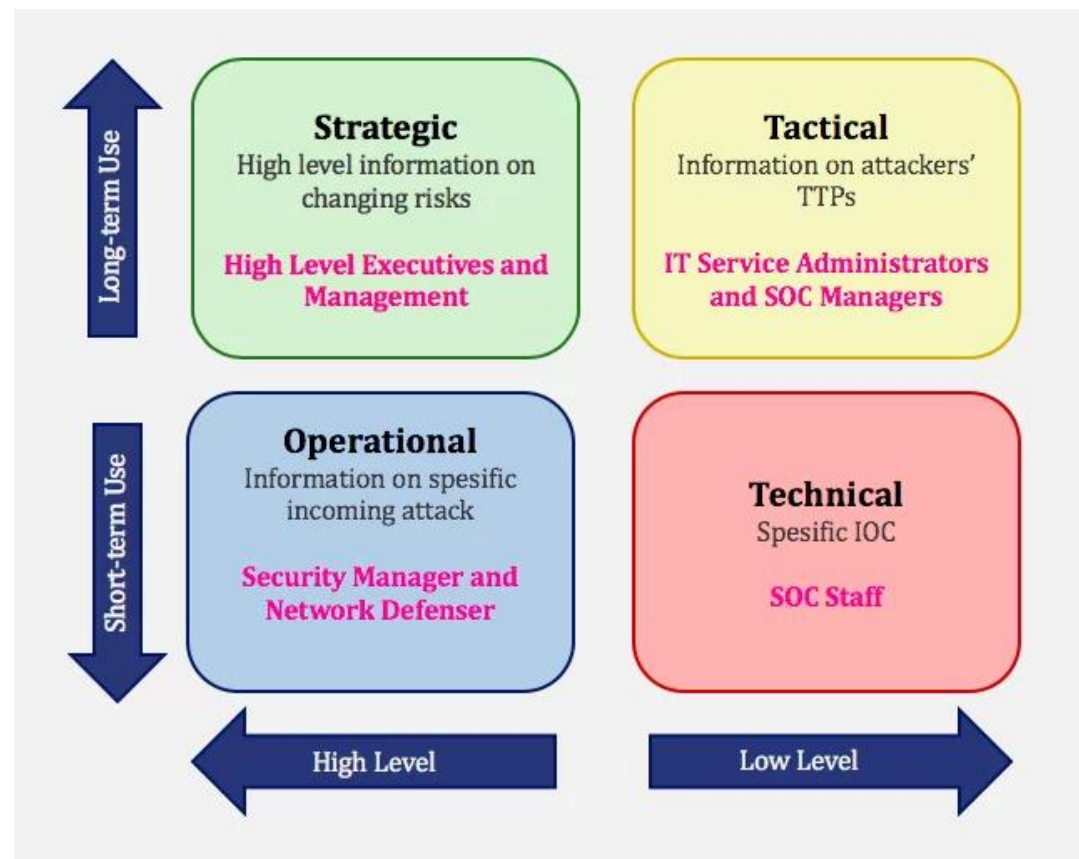 Long-term Use
Strategic
High level information on
changing risks
High Level Executives and
Management
Tactical
Information on attackers’
TTPs
IT Service Administrators
and SOC Managers
Short-term Use
Operational
Information on spesific
incoming attack
Security Manager and
Network Defenser
Technical
Spesific IOC
SOC Staff
High Level
Low Level